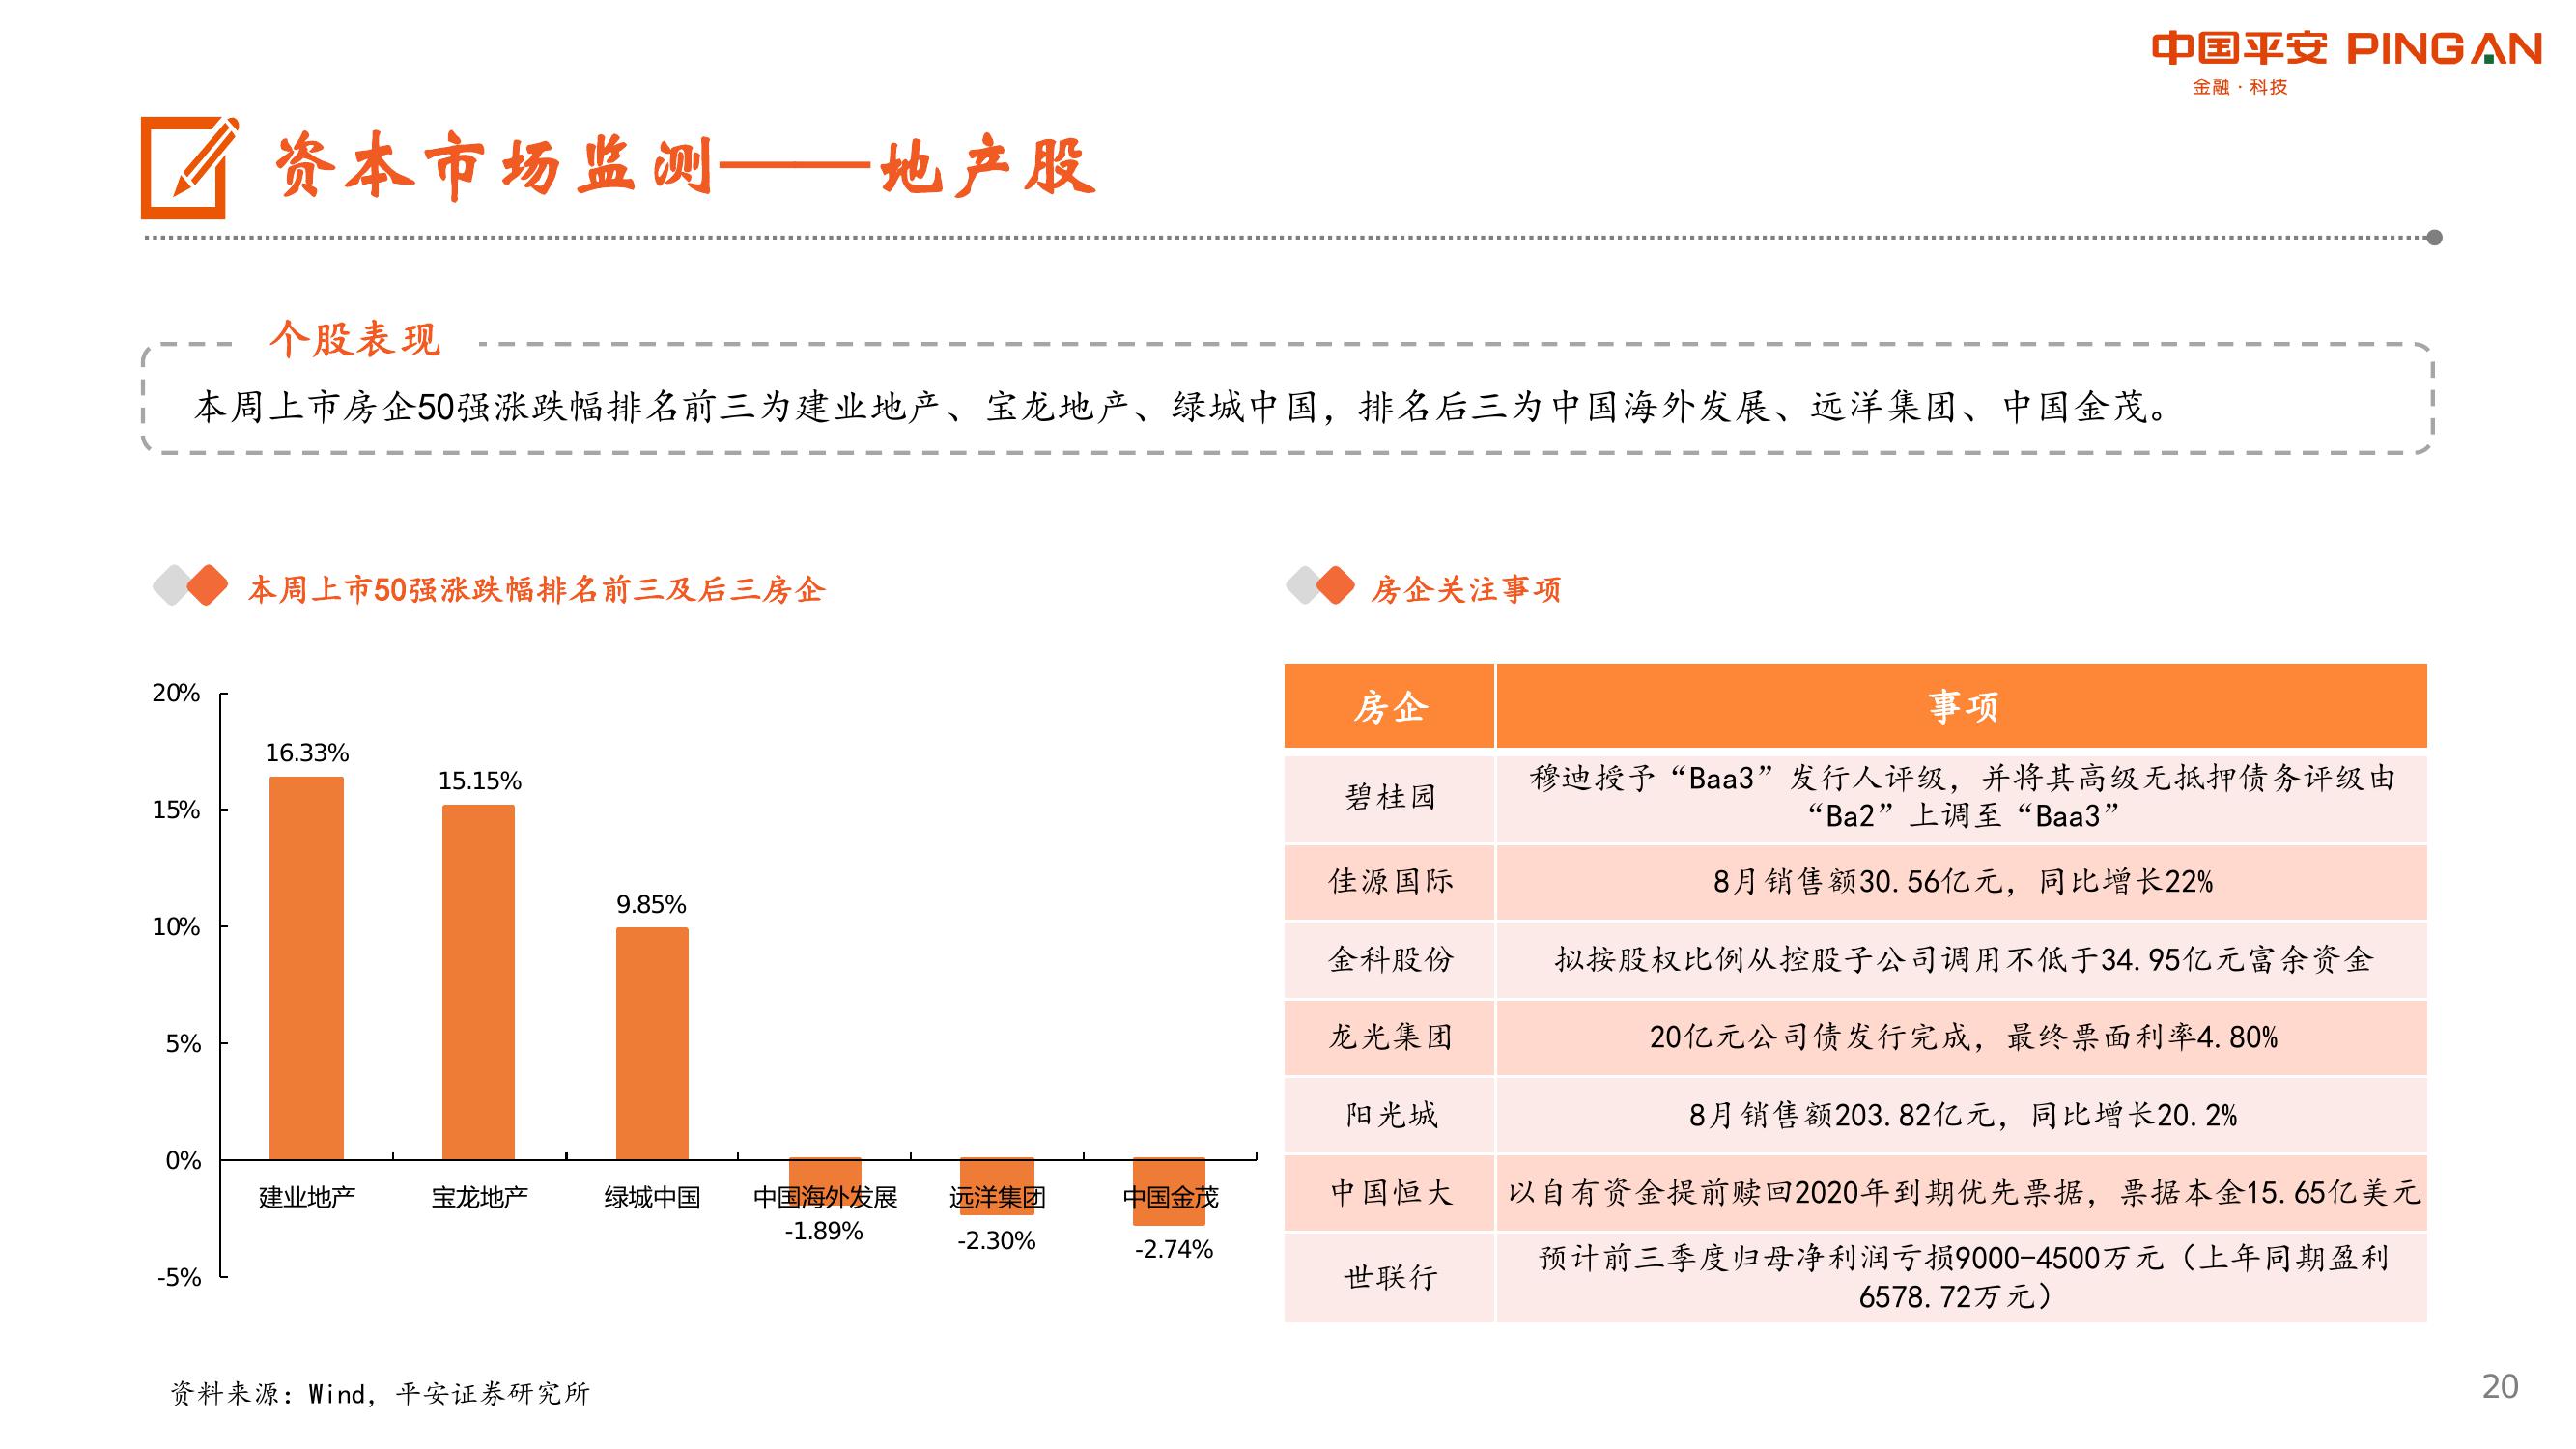 中国平安 PINGAN
金融·科技
资本市场监测——地产股
个股表现
本周上市房企50强涨跌幅排名前三为建业地产、宝龙地产、绿城中国，排名后三为中国海外发展、远洋集团、中国金茂。
本周上市50强涨跌幅排名前三及后三房企
20%
15%
10%
5%
0%
-5%
16.33%
15.15%
9.85%
建业地产
宝龙地产
绿城中国
中国海外发展
远洋集团
中国金茂
-1.89%
-2.30%
-2.74%
房企关注事项
房企 事项
碧桂园 穆迪授予“Baa3”发行人评级，并将其高级无抵押债务评级由
“Ba2”上调至“Baa3”
佳源国际 8月销售额30.56亿元，同比增长22%
金科股份 拟按股权比例从控股子公司调用不低于34.95亿元富余资金
龙光集团 20亿元公司债发行完成，最终票面利率4.80%
阳光城 8月销售额203.82亿元，同比增长20.2%
中国恒大 以自有资金提前赎回2020年到期优先票据，票据本金15.65亿美元
世联行 预计前三季度归母净利润亏损9000-4500万元（上年同期盈利
6578.72万元）
资料来源：Wind，平安证券研究所
20